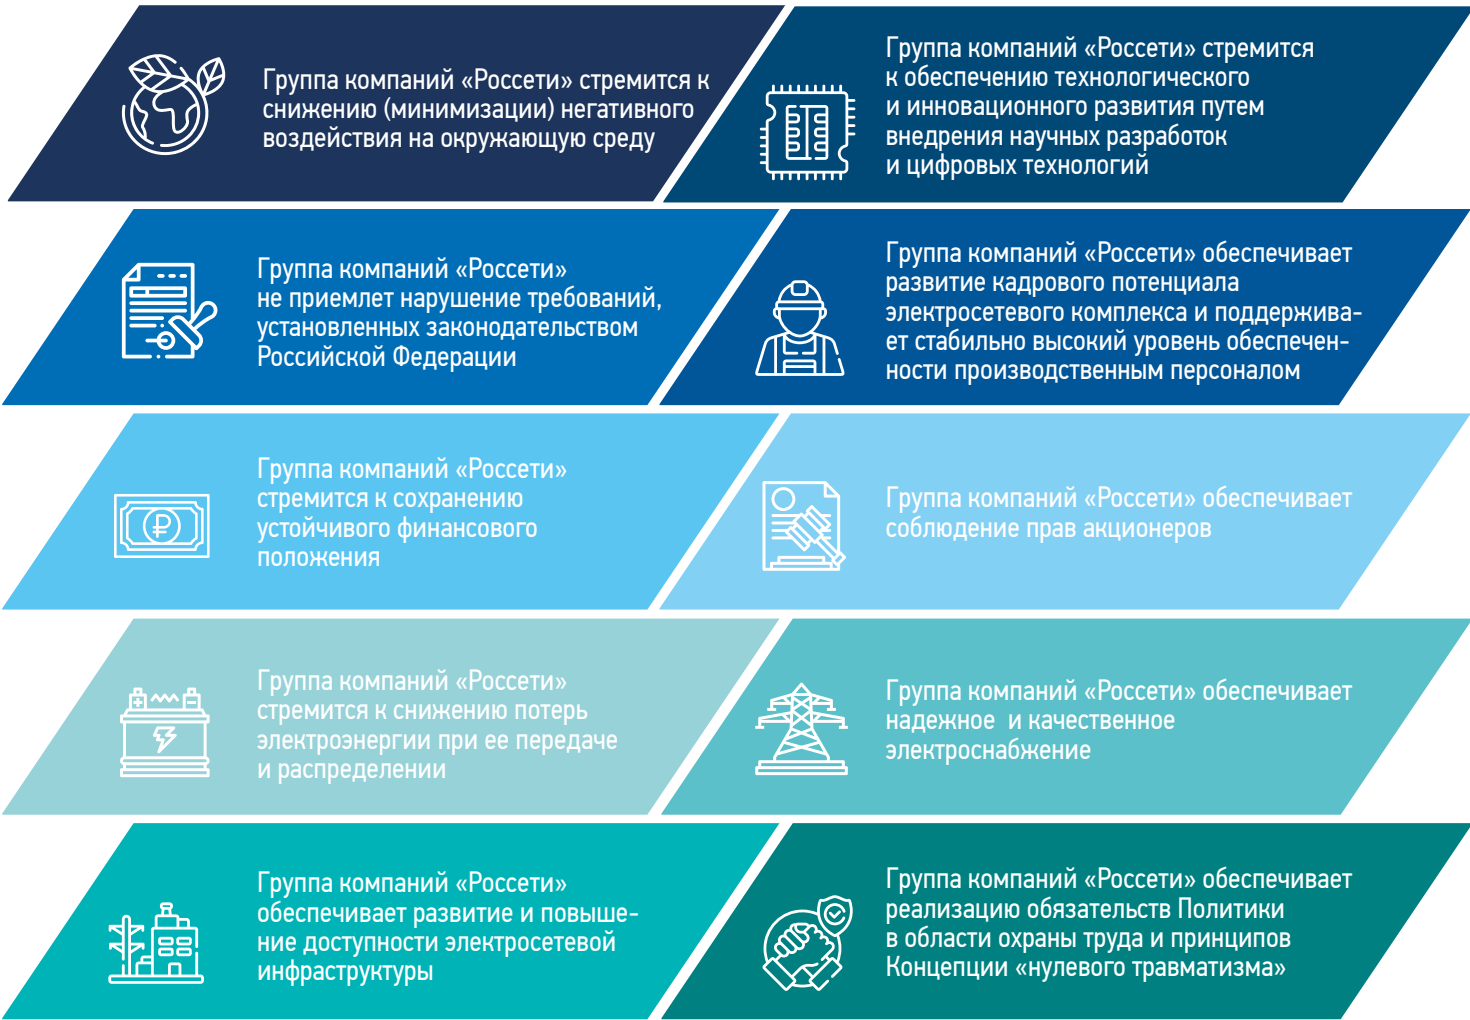 Группа компаний «Россети» стремится к
снижению (минимизации) негативного
воздействия на окружающую среду
Группа компаний «Россети» стремится
к обеспечению технологического
и инновационного развития путем
внедрения научных разработок
и цифровых технологий
Группа компаний «Россети»
не приемлет нарушение требований,
установленных законодательством
Российской Федерации
Группа компаний «Россети» обеспечивает
развитие кадрового потенциала
электросетевого комплекса и поддержива-
ет стабильно высокий уровень обеспечен-
ности производственным персоналом
Группа компаний «Россети»
стремится к сохранению
устойчивого финансового
положения
Группа компаний «Россети» обеспечивает
соблюдение прав акционеров
Группа компаний «Россети»
стремится к снижению потерь
электроэнергии при ее передаче
и распределении
Группа компаний «Россети» обеспечивает
надежное и качественное
электроснабжение
Группа компаний «Россети»
обеспечивает развитие и повыше-
ние доступности электросетевой
инфраструктуры
Группа компаний «Россети» обеспечивает
реализацию обязательств Политики
в области охраны труда и принципов
Концепции «нулевого травматизма»